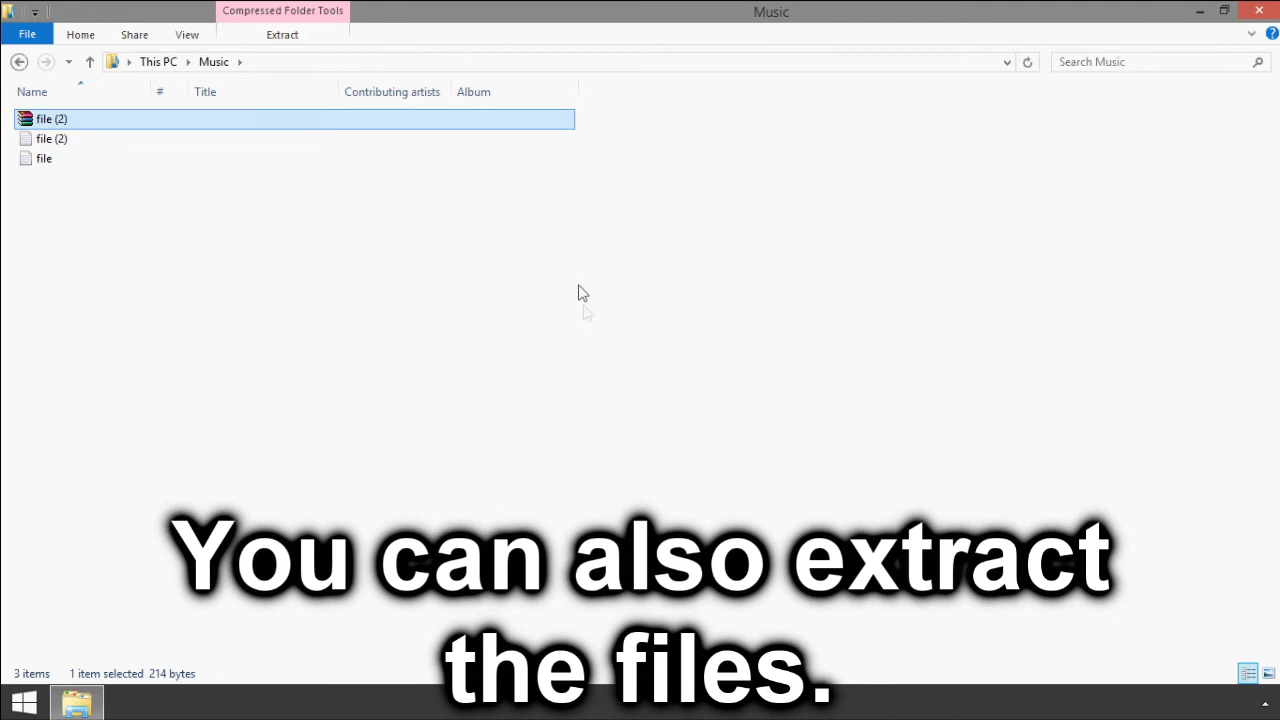 Compressed Folder Tools
Music
File
Home
Share
View
Extract
This PC
Music
Search Music
Name
#
Title
Contributing artists
Album
file (2)
file (2)
file
You can also extract
the files.
3 items
1 item selected 214 bytes